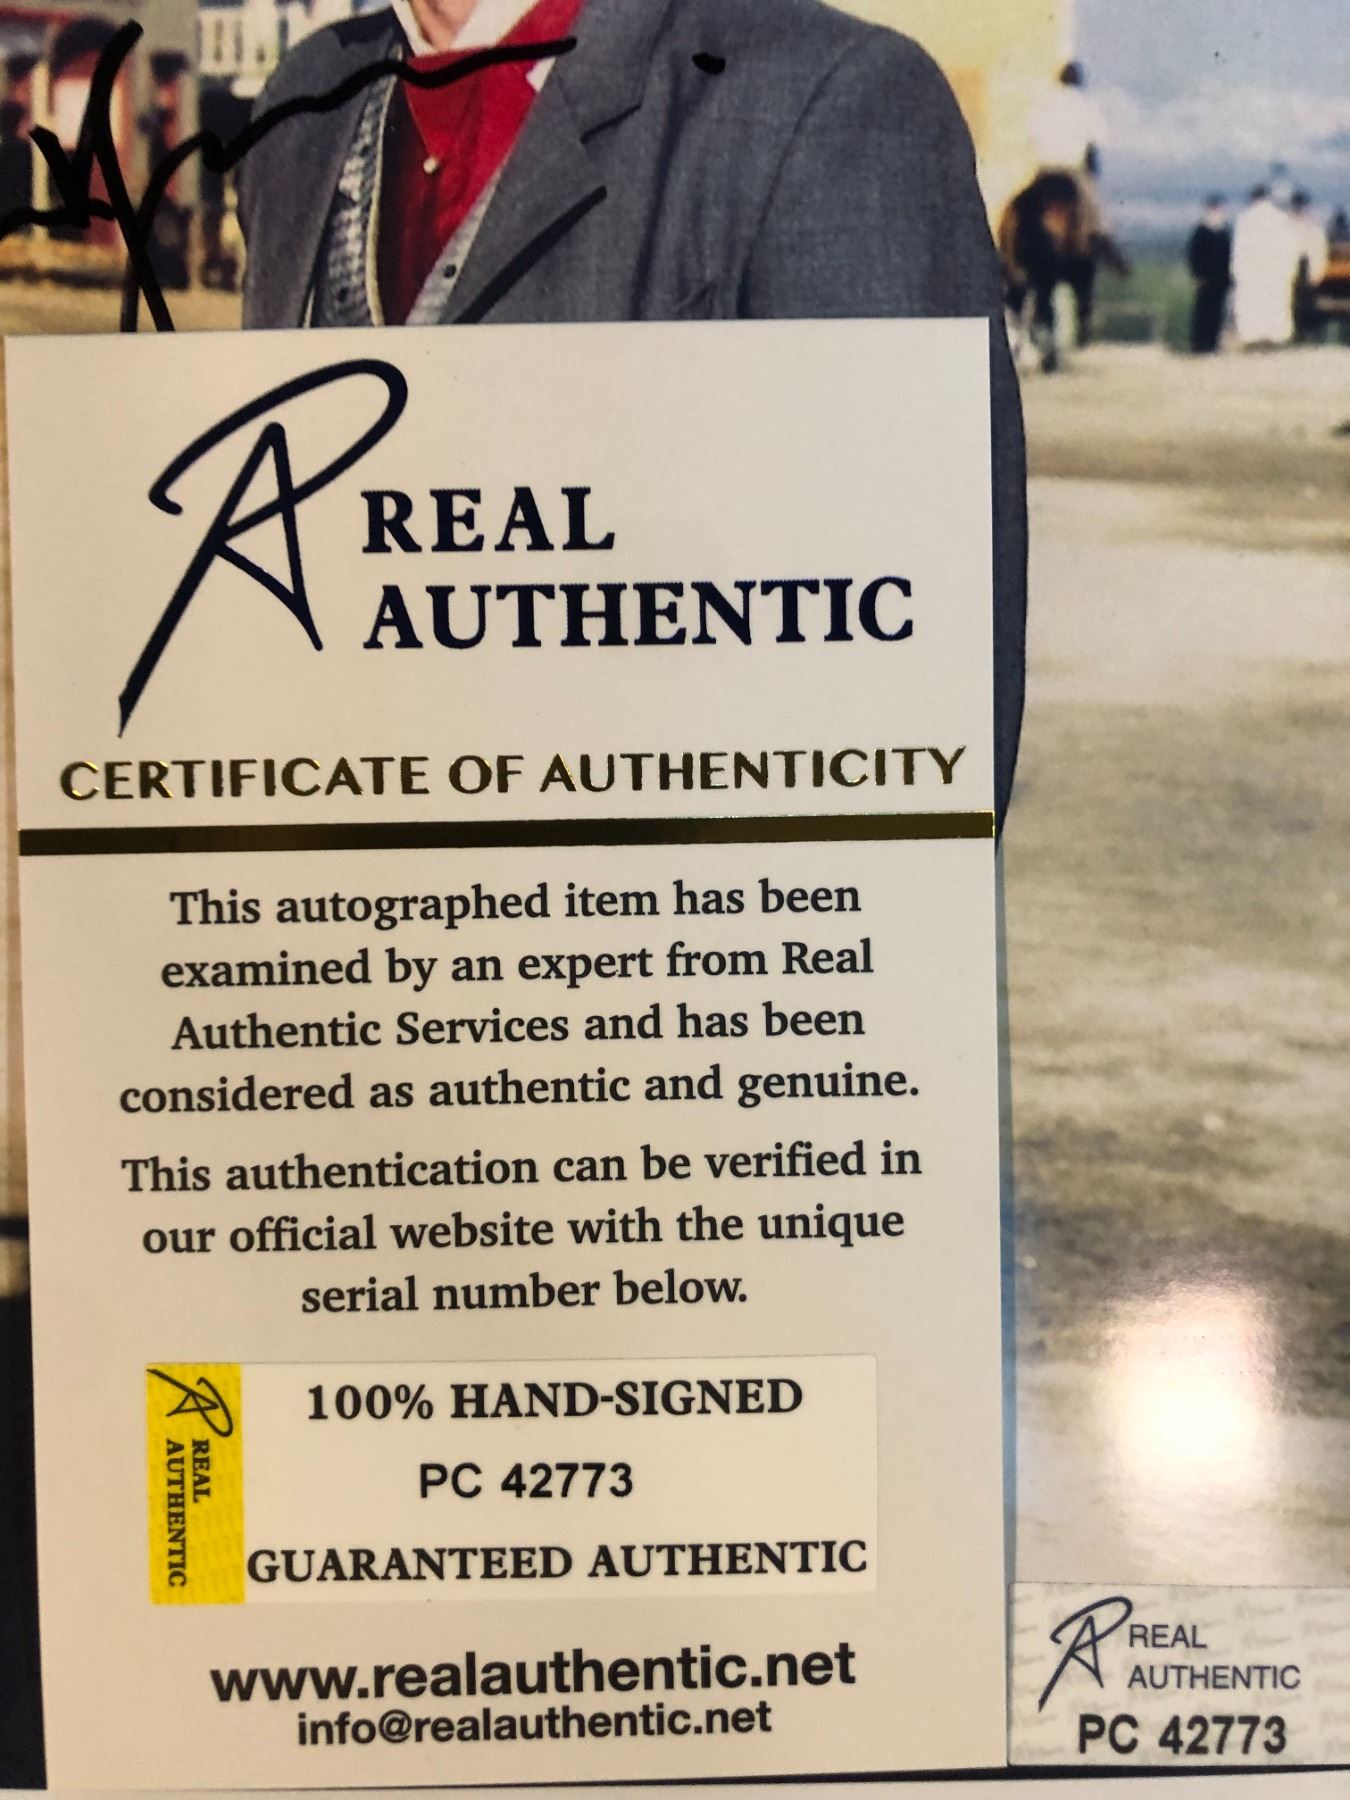 REAL
AUTHENTIC
CERTIFICATE OF AUTHENTICITY
This autographed item has been
examined by an expert from Real
Authentic Services and has been
considered as authentic and genuine.
This authentication can be verified in
our official website with the unique
serial number below.
REAL
AUTHENTIC
100% HAND-SIGNED
PC 42773
GUARANTEED AUTHENTIC
www.realauthentic.net
info@realauthentic.net
REAL
AUTHENTIC
PC 42773